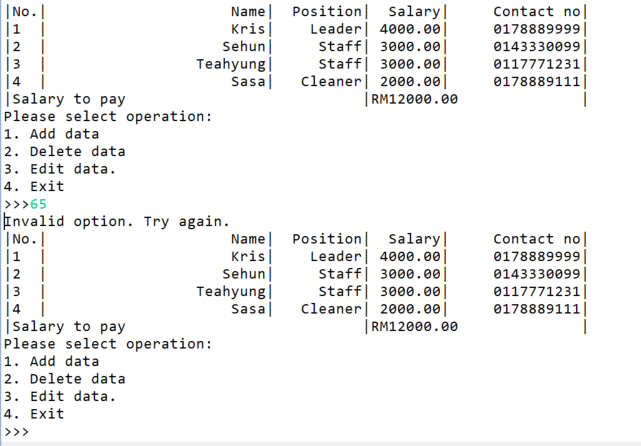 |No.|                       Name|  Position|  Salary|     Contact no|
|1  |                       Kris|    Leader| 4000.00|     0178889999|
|2  |                      Sehun|     Staff| 3000.00|     0143330099|
|3  |                   Teahyung|     Staff| 3000.00|     0117771231|
|4  |                       Sasa|   Cleaner| 2000.00|     0178889111|
|Salary to pay                              |RM12000.00              |
Please select operation:
1. Add data
2. Delete data
3. Edit data.
4. Exit
>>>65
Invalid option. Try again.
|No.|                       Name|  Position|  Salary|     Contact no|
|1  |                       Kris|    Leader| 4000.00|     0178889999|
|2  |                      Sehun|     Staff| 3000.00|     0143330099|
|3  |                   Teahyung|     Staff| 3000.00|     0117771231|
|4  |                       Sasa|   Cleaner| 2000.00|     0178889111|
|Salary to pay                              |RM12000.00              |
Please select operation:
1. Add data
2. Delete data
3. Edit data.
4. Exit
>>>